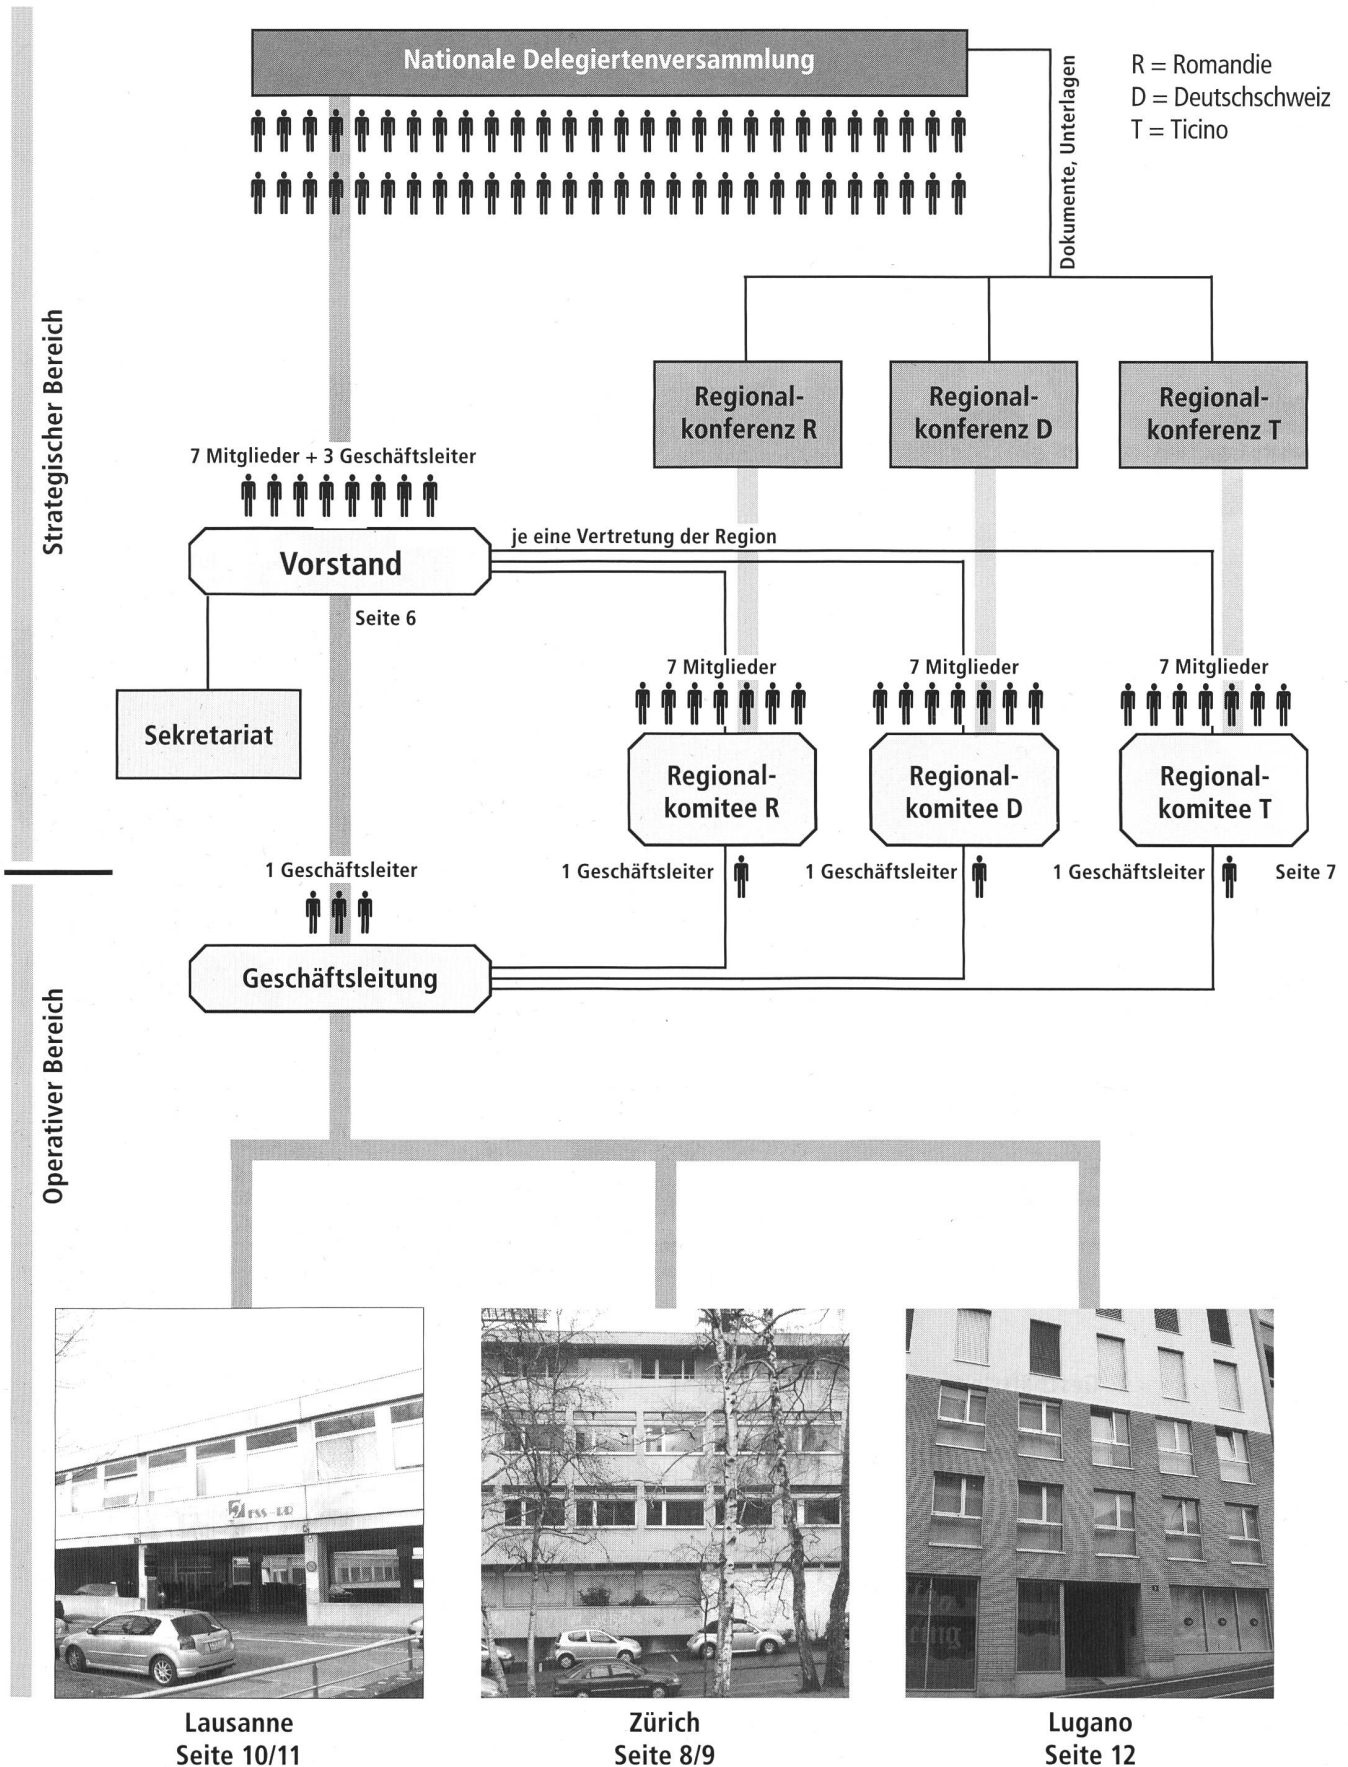 Nationale Delegiertenversammlung
R = Romandie
D = Deutschschweiz
T = Ticino
Dokumente, Unterlagen
Strategischer Bereich
Regional-
konferenz R
Regional-
konferenz D
Regional-
konferenz T
7 Mitglieder + 3 Geschäftsleiter
Vorstand
je eine Vertretung der Region
Seite 6
Sekretariat
7 Mitglieder
7 Mitglieder
7 Mitglieder
Regional-
komitee R
Regional-
komitee D
Regional-
komitee T
1 Geschäftsleiter
1 Geschäftsleiter
1 Geschäftsleiter
1 Geschäftsleiter
Seite 7
Geschäftsleitung
Operativer Bereich
Lausanne
Seite 10/11
Zürich
Seite 8/9
Lugano
Seite 12